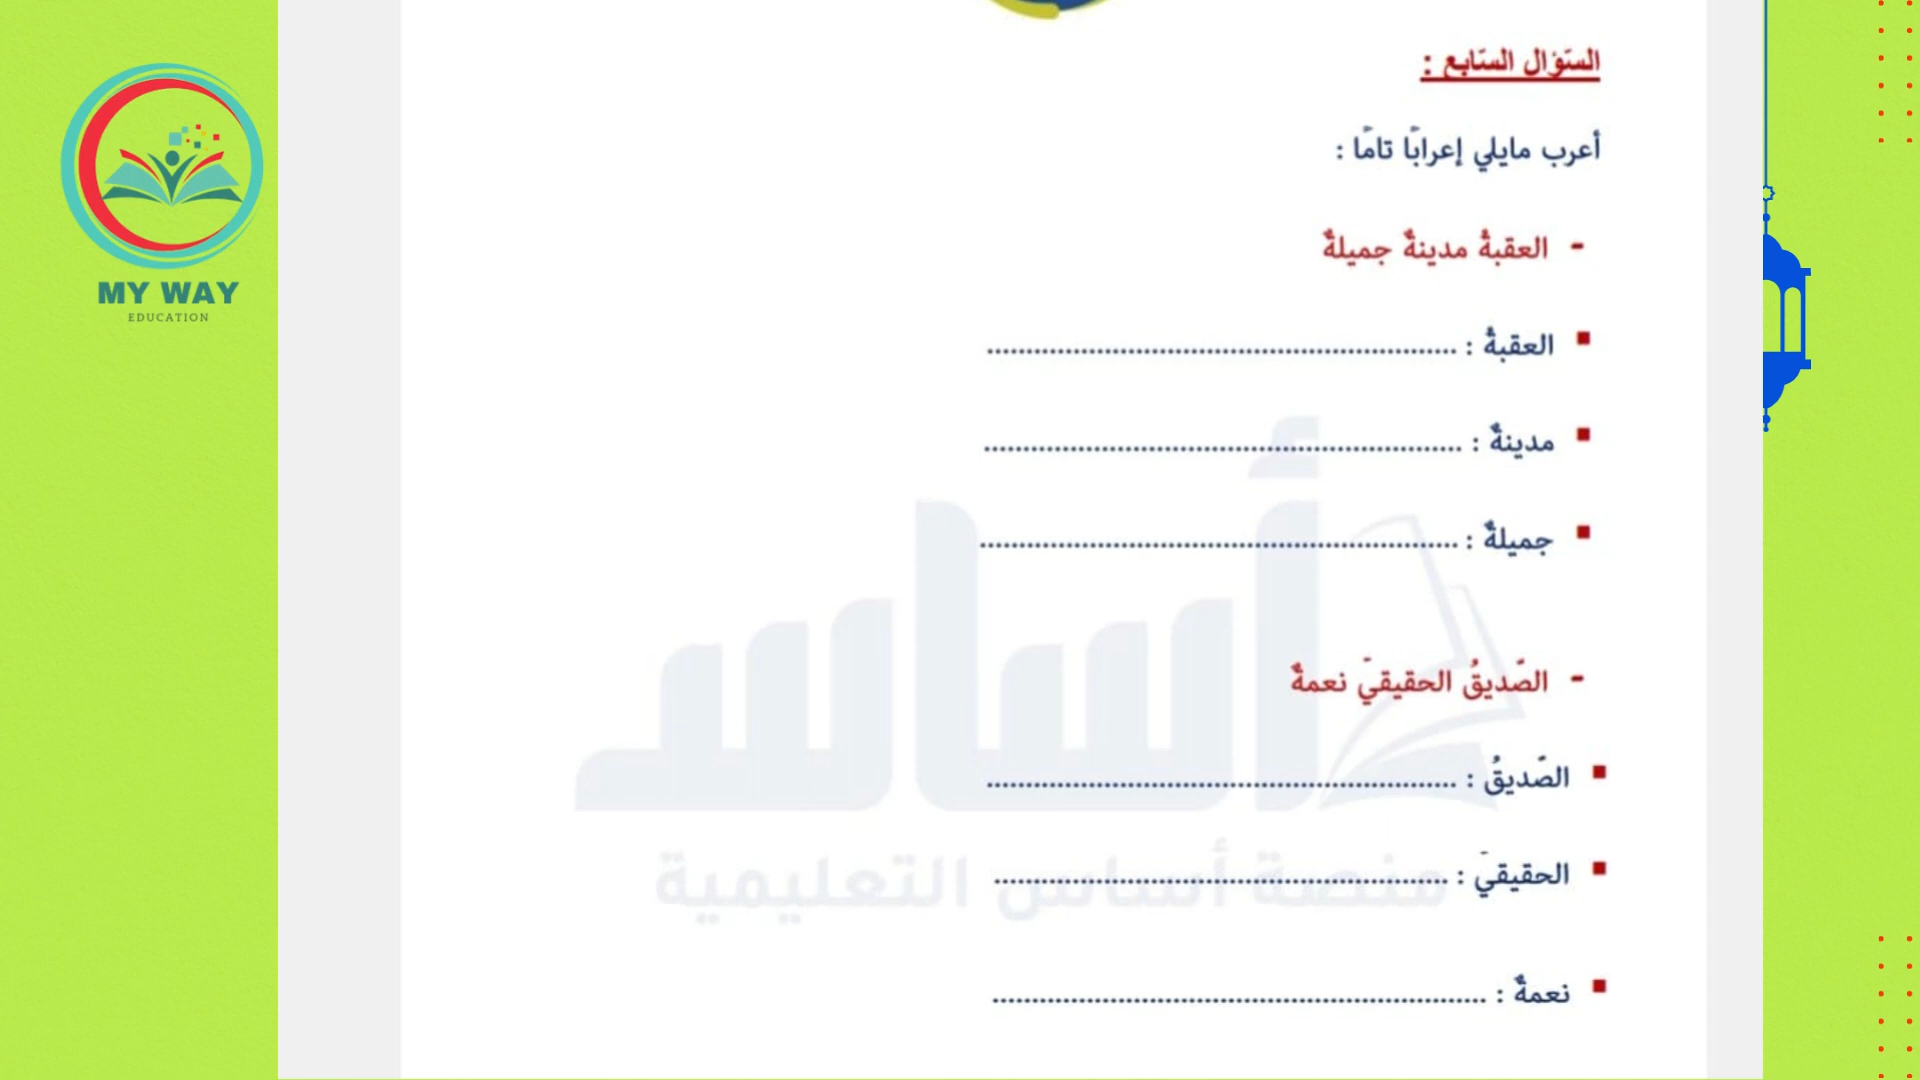 MY WAY
EDUCATION
السّؤال السّابع :
أعرب مايلي إعرابًا تامًّا :
- العقبةُ مدينةٌ جميلةٌ
▪ العقبةُ : ............................................................
▪ مدينةٌ : ............................................................
▪ جميلةٌ : ............................................................
- الصّديقُ الحقيقيّ نعمةٌ
▪ الصّديقُ : ............................................................
▪ الحقيقيّ : ............................................................
▪ نعمةٌ : ............................................................
أساس
منصة أساس التعليمية